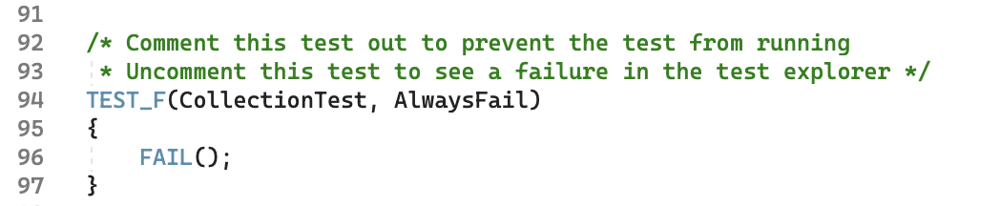 91
92 /* Comment this test out to prevent the test from running
93 * Uncomment this test to see a failure in the test explorer */
94 TEST_F(CollectionTest, AlwaysFail)
95 {
96 FAIL();
97 }